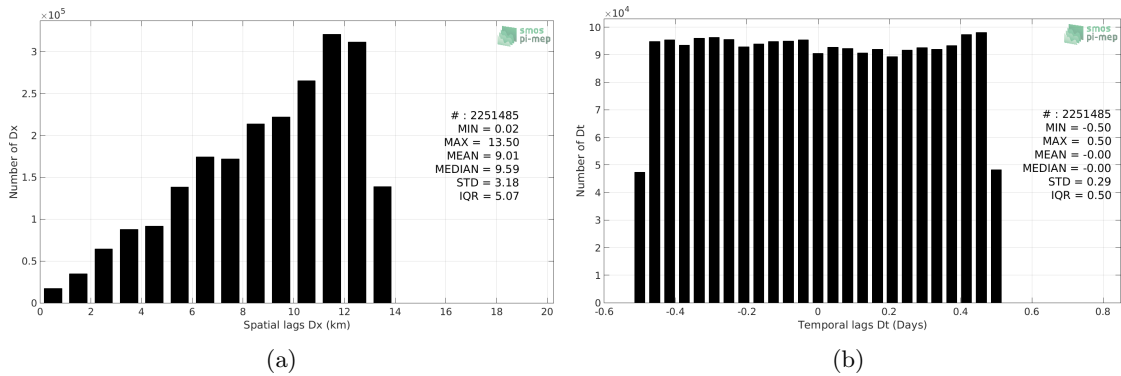 ×10^5
3
2.5
2
1.5
1
0.5
0
0 2 4 6 8 10 12 14 16 18 20
Number of Dx
Spatial lags Dx (km)
smos
pi-mep
# : 2251485
MIN = 0.02
MAX = 13.50
MEAN = 9.01
MEDIAN = 9.59
STD = 3.18
IQR = 5.07
(a)
×10^4
10
9
8
7
6
5
4
3
2
1
0
-0.6 -0.4 -0.2 0 0.2 0.4 0.6 0.8
Number of Dt
Temporal lags Dt (Days)
smos
pi-mep
# : 2251485
MIN = -0.50
MAX = 0.50
MEAN = -0.00
MEDIAN = -0.00
STD = 0.29
IQR = 0.50
(b)